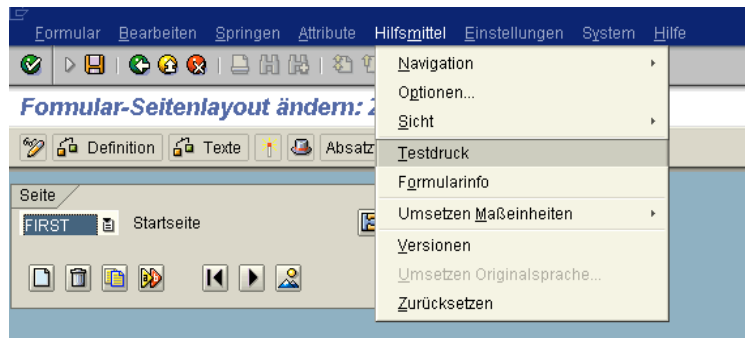 Formular Bearbeiten Springen Attribute Hilfsmittel Einstellungen System Hilfe
Navigation
Optionen...
Sicht
Formular-Seitenlayout ändern:
Definition Texte Absatz
Testdruck
Formularinfo
Seite
FIRST Startseite
Umsetzen Maßeinheiten
Versionen
Umsetzen Originalsprache...
Zurücksetzen